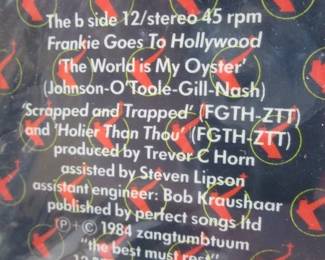 The b side 12/stereo 45 rpm
Frankie Goes To Hollywood
'The World is My Oyster'
(Johnson-O'Toole-Gill-Nash)
'Scrapped and Trapped' (FGTH-ZTT)
and 'Holier Than Thou' (FGTH-ZTT)
produced by Trevor C Horn
assisted by Steven Lipson
assistant engineer: Bob Kraushaar
published by perfect songs ltd
℗+© 1984 zangtumbtuum
"the best must rest"